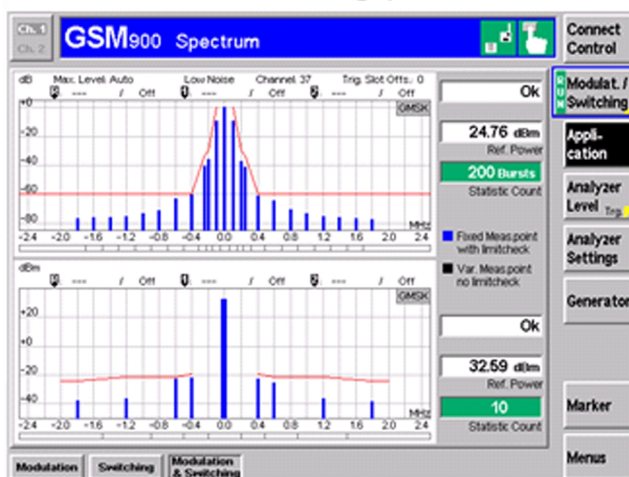 Ch. 1
Ch. 2
GSM900 Spectrum
Connect
Control
dB Max. Level: Auto Low Noise Channel 37 Trig. Slot Offs.: 0
--- / Off --- / Off
GMSK
+0
-20
-40
-60
-80
MHz
-2.4 -2.0 -1.6 -1.2 -0.8 -0.4 0.0 0.4 0.8 1.2 1.6 2.0 2.4
Ok
24.76 dBm
Ref. Power
200 Bursts
Statistic Count
Fixed Meas.point
with limitcheck
Var. Meas.point
no limitcheck
dBm
--- / Off --- / Off --- / Off
GMSK
+20
+0
-20
-40
MHz
-2.4 -2.0 -1.6 -1.2 -0.8 -0.4 0.0 0.4 0.8 1.2 1.6 2.0 2.4
Ok
32.59 dBm
Ref. Power
10
Statistic Count
RUN
Modulat. /
Switching
Appli-
cation
Analyzer
Level Trg.
Analyzer
Settings
Generator
Marker
Menus
Modulation
Switching
Modulation
& Switching